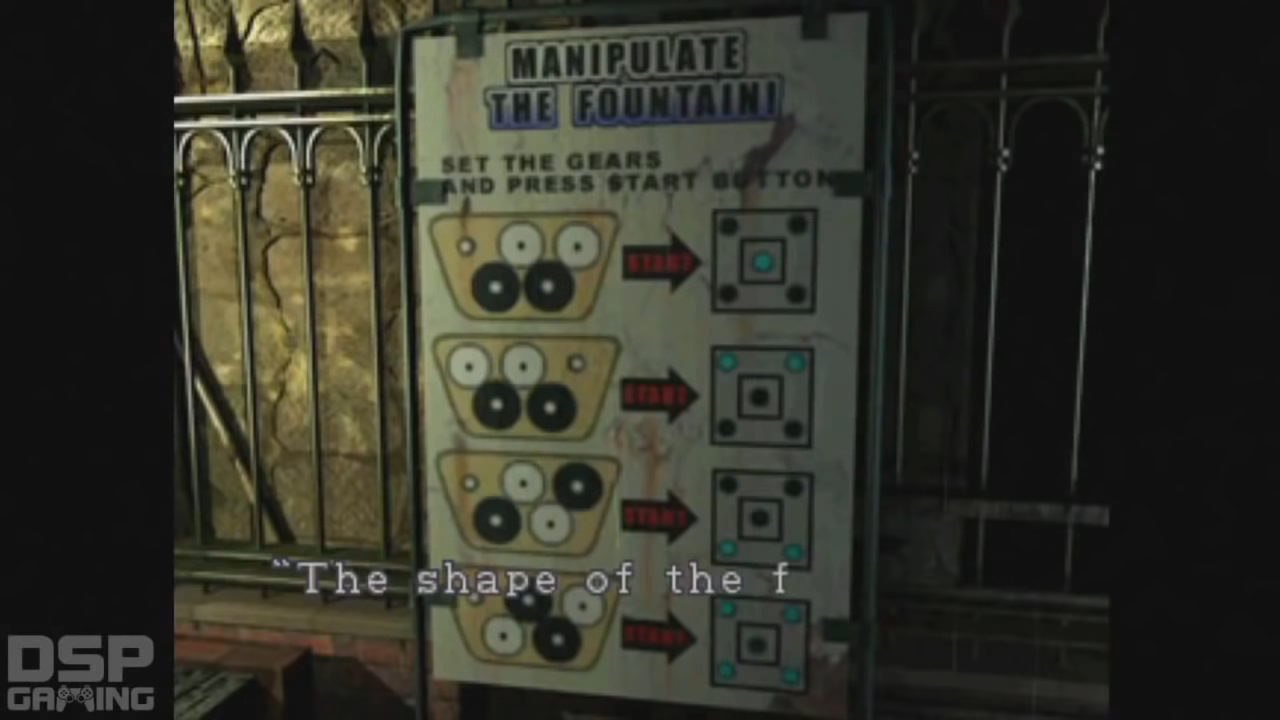 MANIPULATE
THE FOUNTAIN!
SET THE GEARS
AND PRESS START BUTTON
START
START
START
START
“The shape of the f
DSP
GAMING